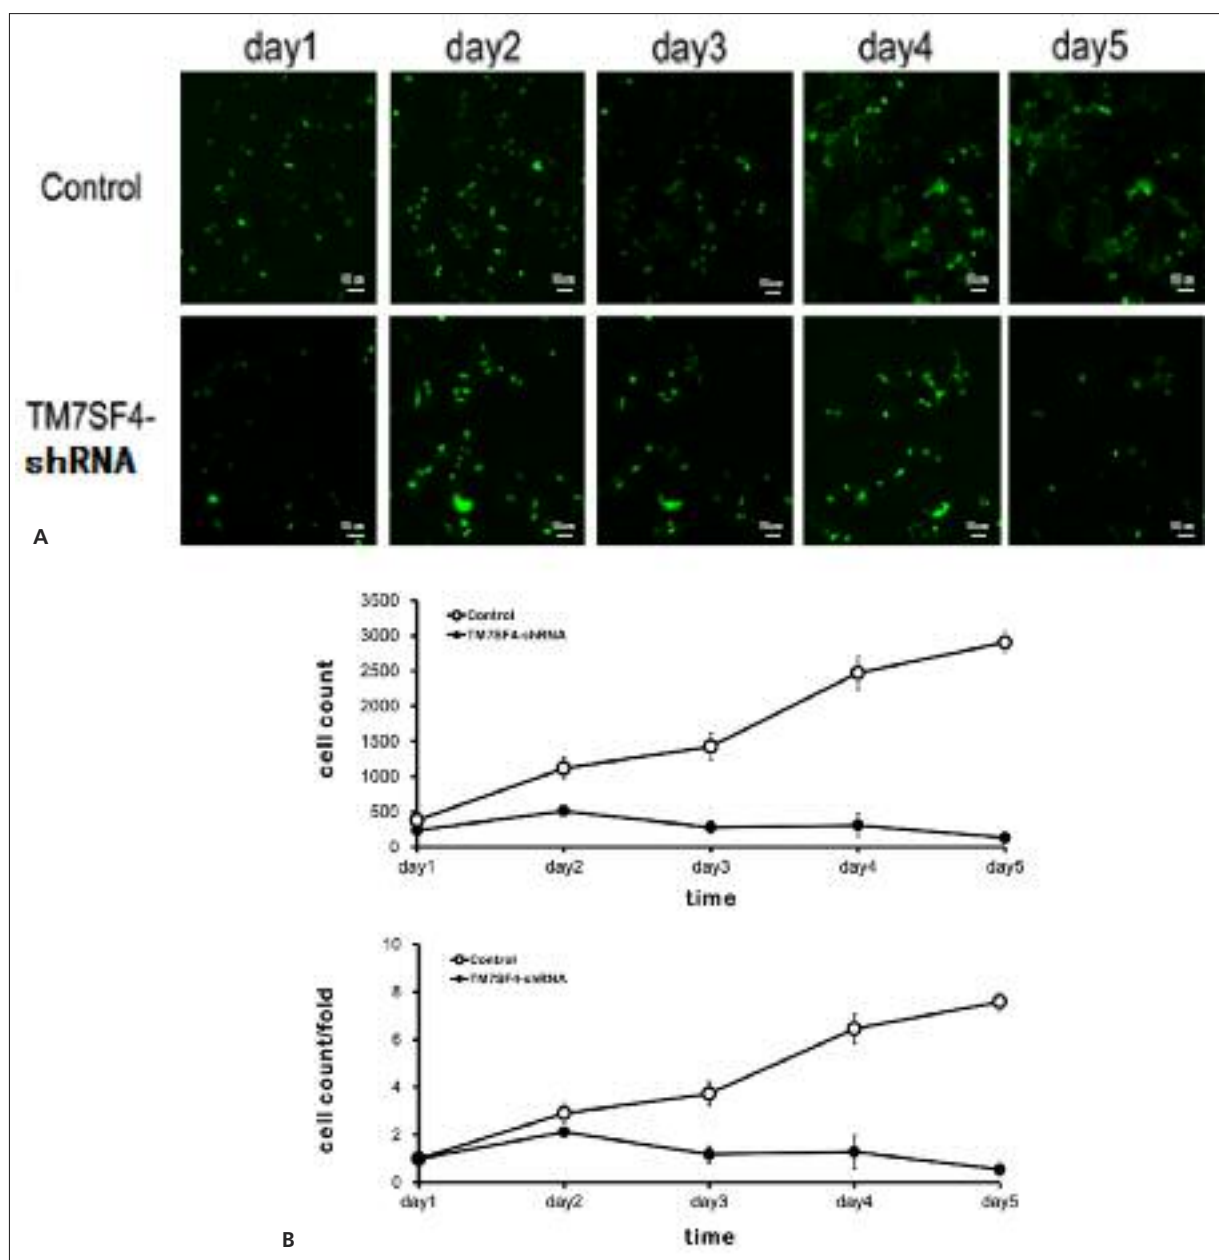 day1 day2 day3 day4 day5
Control
TM7SF4-
shRNA
A
3500
3000
2500
2000
1500
1000
500
0
cell count
Control
TM7SF4-shRNA
day1 day2 day3 day4 day5
time
10
8
6
4
2
0
cell count/fold
Control
TM7SF4-shRNA
day1 day2 day3 day4 day5
time
B